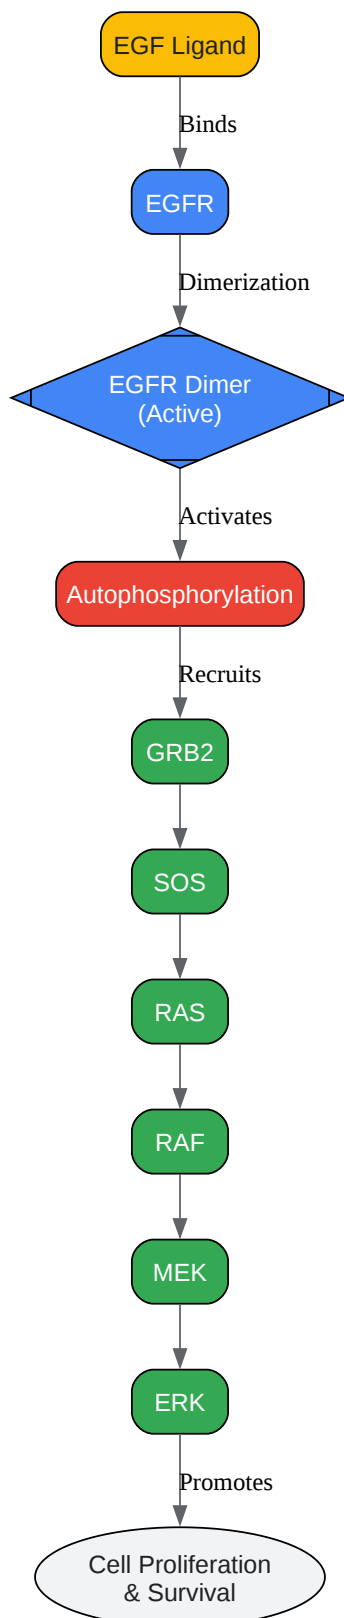 EGF Ligand
Binds
EGFR
Dimerization
EGFR Dimer
(Active)
Activates
Autophosphorylation
Recruits
GRB2
SOS
RAS
RAF
MEK
ERK
Promotes
Cell Proliferation
& Survival